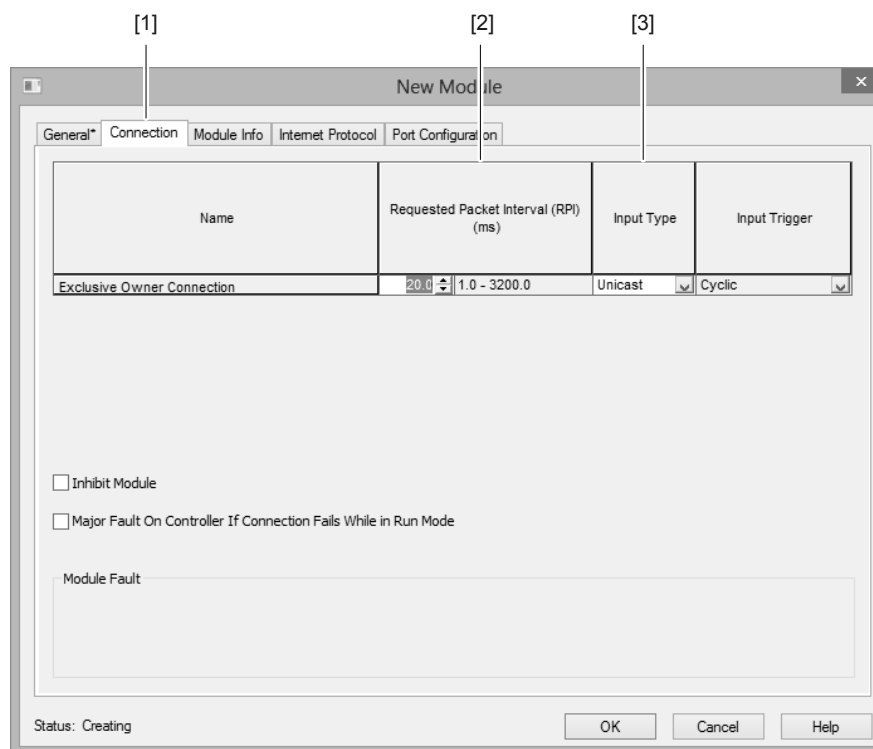 [1] [2] [3]
New Module
General* Connection Module Info Internet Protocol Port Configuration
Name Requested Packet Interval (RPI) Input Type Input Trigger
(ms)
Exclusive Owner Connection 20.0 1.0 - 3200.0 Unicast Cyclic
Inhibit Module
Major Fault On Controller If Connection Fails While in Run Mode
Module Fault
Status: Creating OK Cancel Help